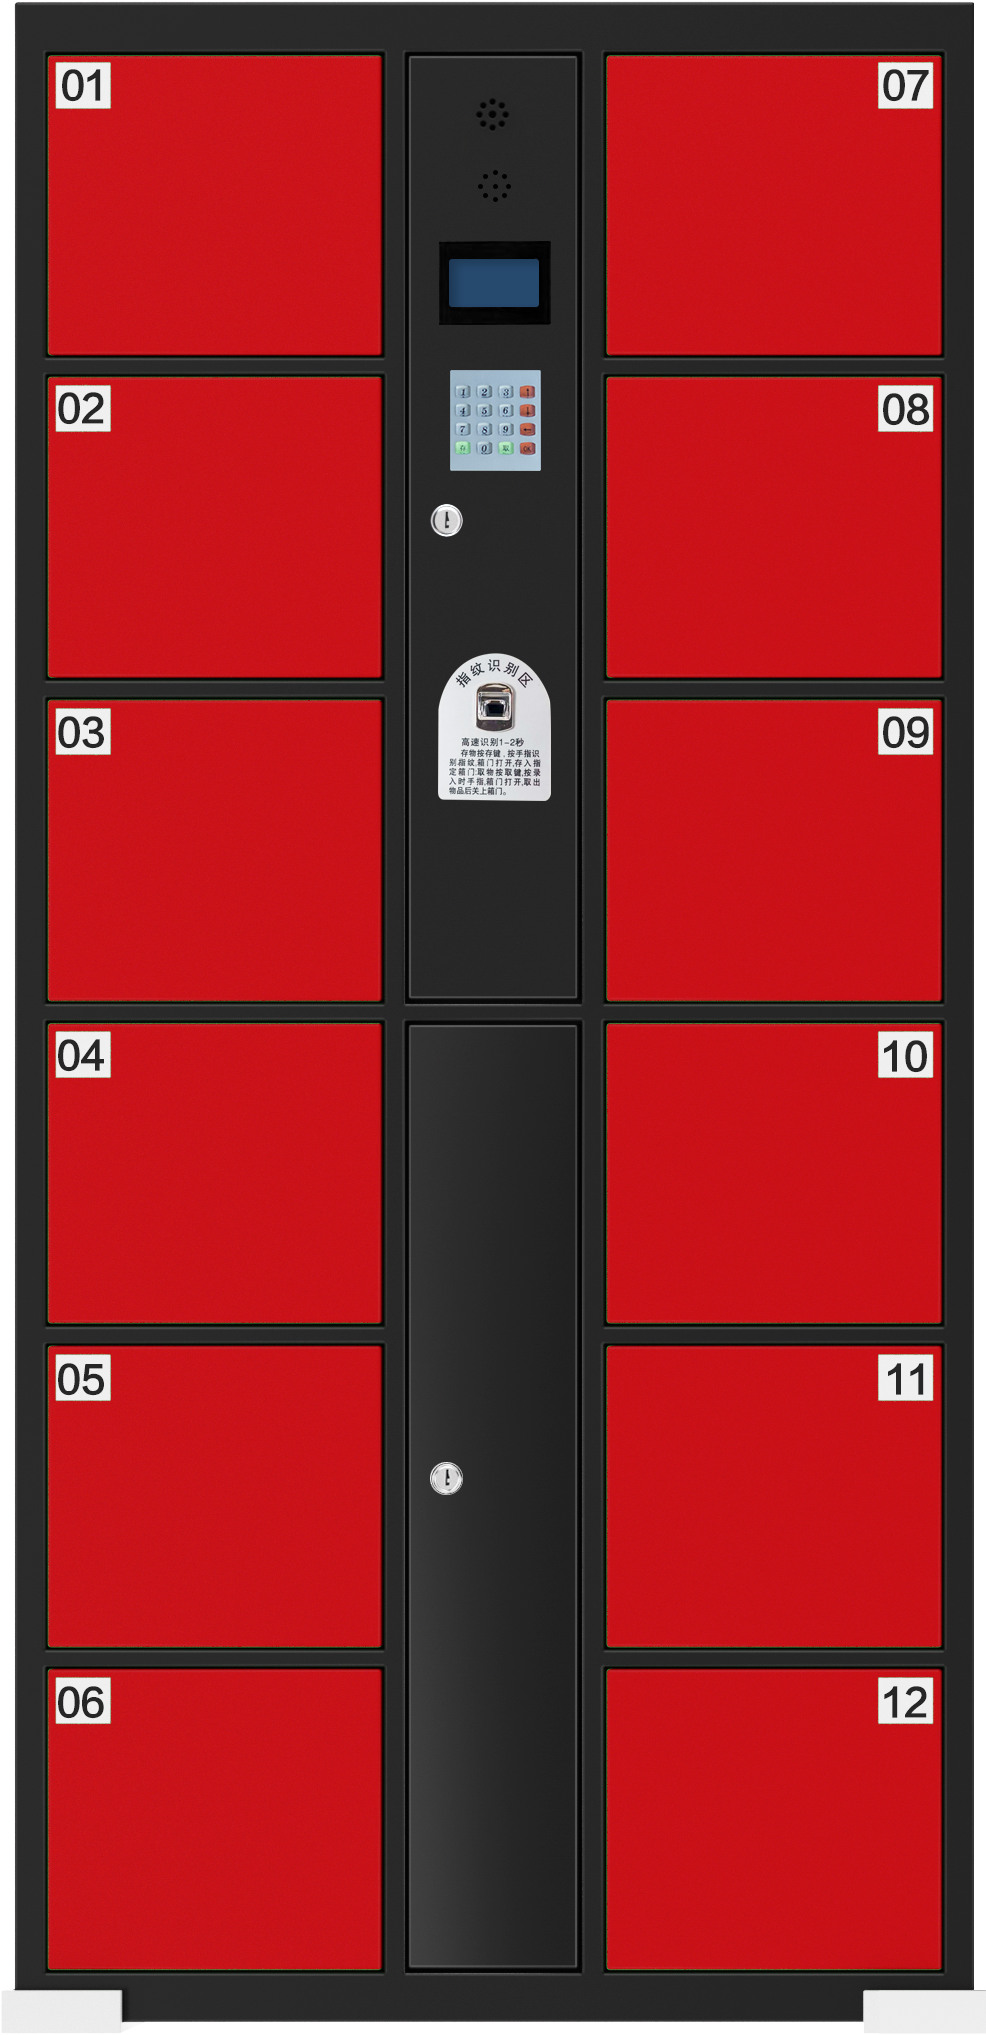 01
07
02
08
1 2 3 ↑
4 5 6 ↓
7 8 9 ←
存 0 取 OK
指纹识别区
高速识别1-2秒
存物按存键，按手指识
别指纹,箱门打开,存入指
定箱门:取物按取键,按录
入时手指,箱门打开,取出
物品后关上箱门。
03
09
04
10
05
11
06
12